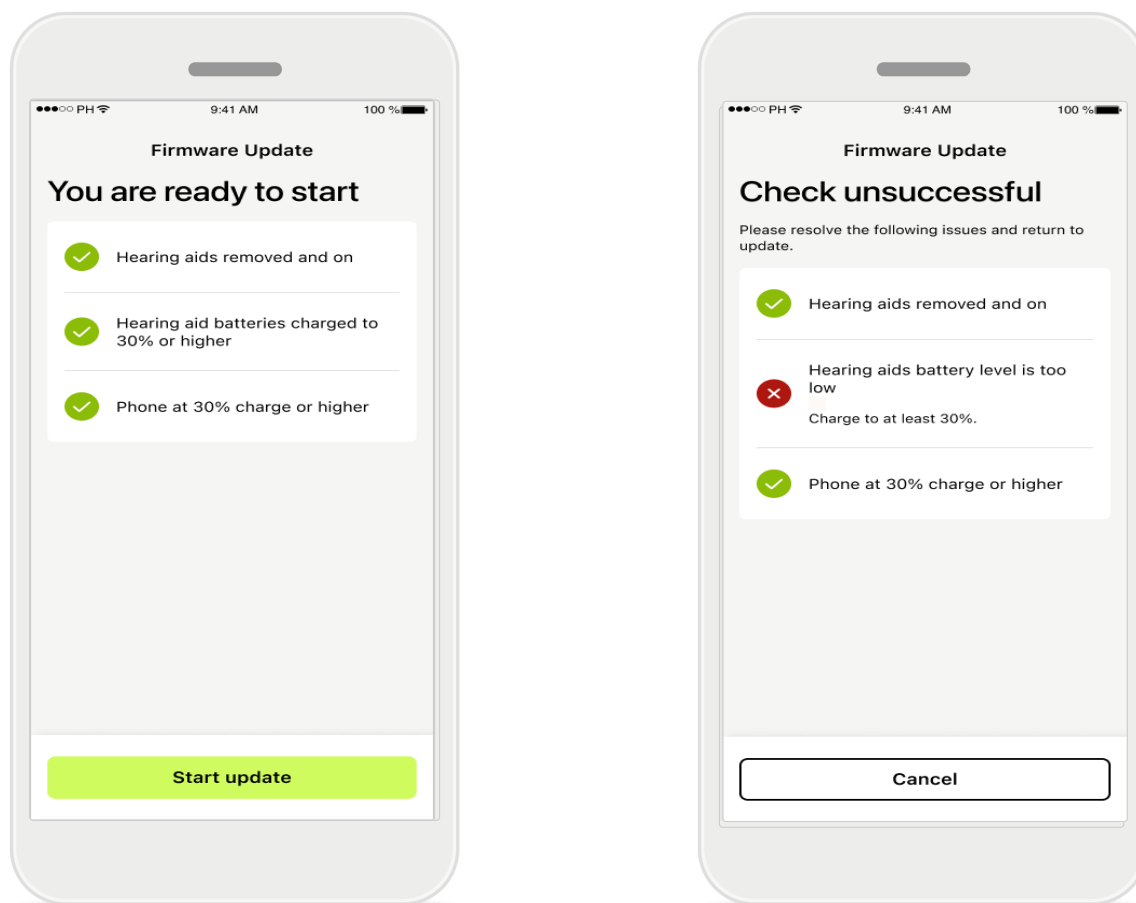 PH
9:41 AM
100 %
Firmware Update
You are ready to start
Hearing aids removed and on
Hearing aid batteries charged to
30% or higher
Phone at 30% charge or higher
Start update
PH
9:41 AM
100 %
Firmware Update
Check unsuccessful
Please resolve the following issues and return to
update.
Hearing aids removed and on
Hearing aids battery level is too
low
Charge to at least 30%.
Phone at 30% charge or higher
Cancel